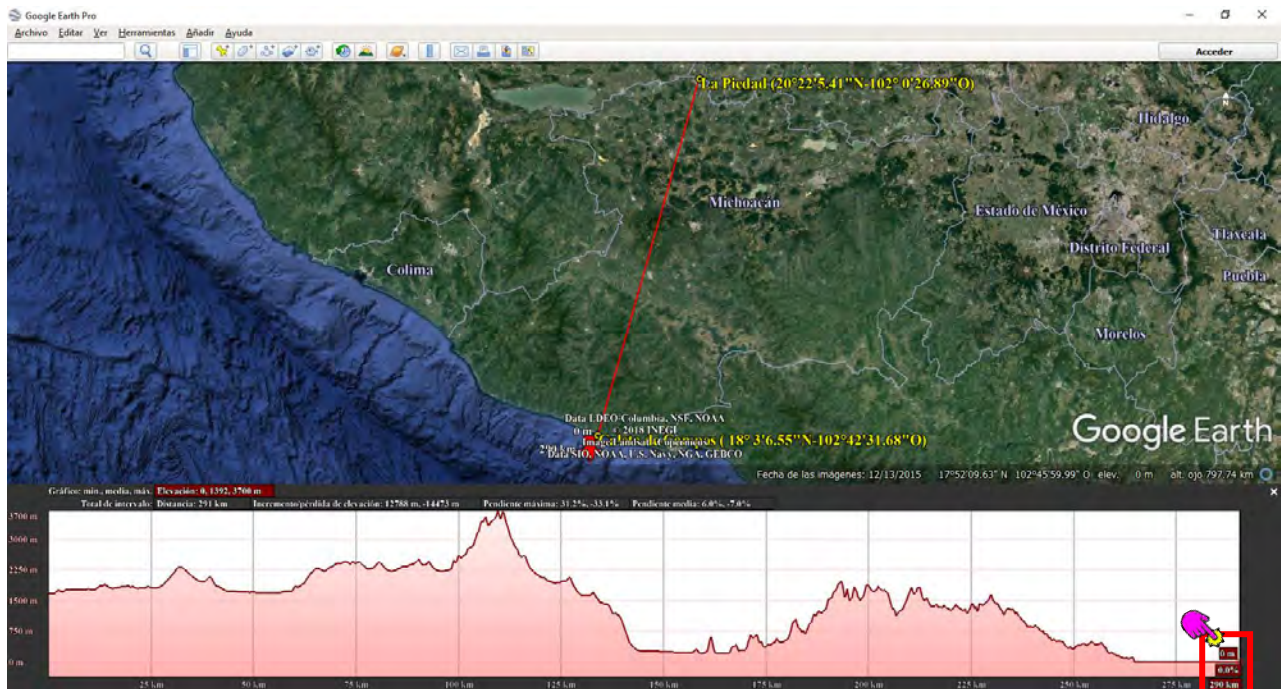 Google Earth Pro
Archivo Editar Ver Herramientas Añadir Ayuda
Acceder
La Piedad (20°22'5.41"N-102° 0'26.89"O)
Hidalgo
Michoacán
Estado de México
Tlaxcala
Distrito Federal
Colima
Puebla
Morelos
Data LDEO-Columbia, NSF, NOAA
0 m
© 2018 INEGI
( 18° 3'6.55"N-102°42'31.68"O)
Data SIO, NOAA, U.S. Navy, NGA, GEBCO
Google Earth
Fecha de las imágenes: 12/13/2015 17°52'09.63" N 102°45'59.99" O elev. 0 m alt. ojo 797.74 km
Gráfico: min., media, máx. Elevación: 0, 1392, 3700 m
Total de intervalo: Distancia: 291 km Incremento/pérdida de elevación: 12788 m, -14473 m Pendiente máxima: 31.2%, -33.1% Pendiente media: 6.0%, -7.0%
3700 m
3000 m
2250 m
1500 m
750 m
0 m
0 m
0.0%
25 km 50 km 75 km 100 km 125 km 150 km 175 km 200 km 225 km 250 km 275 km 290 km